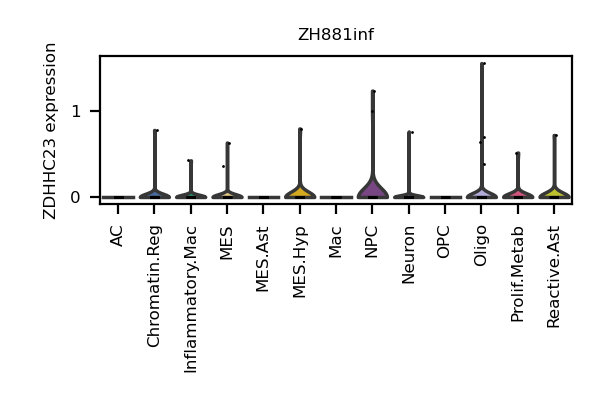 ZH881inf
ZDHHC23 expression
1
0
AC
Chromatin.Reg
Inflammatory.Mac
MES
MES.Ast
MES.Hyp
Mac
NPC
Neuron
OPC
Oligo
Prolif.Metab
Reactive.Ast